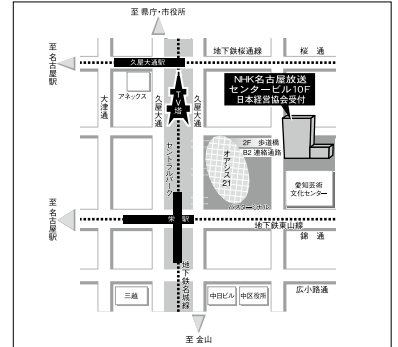 至 県庁・市役所
至 名古屋駅
地下鉄桜通線
桜 通
久屋大通駅
大津通
アネックス
久屋大通
TV塔
久屋大通
NHK名古屋放送
センタービル10F
日本経営協会受付
2F 歩道橋
B2 連絡通路
セントラルパーク
オアシス21
愛知芸術
文化センター
バスターミナル
至 名古屋駅
栄 駅
地下鉄東山線
錦 通
地下鉄名城線
三越
中日ビル
中区役所
広小路通
至 金山